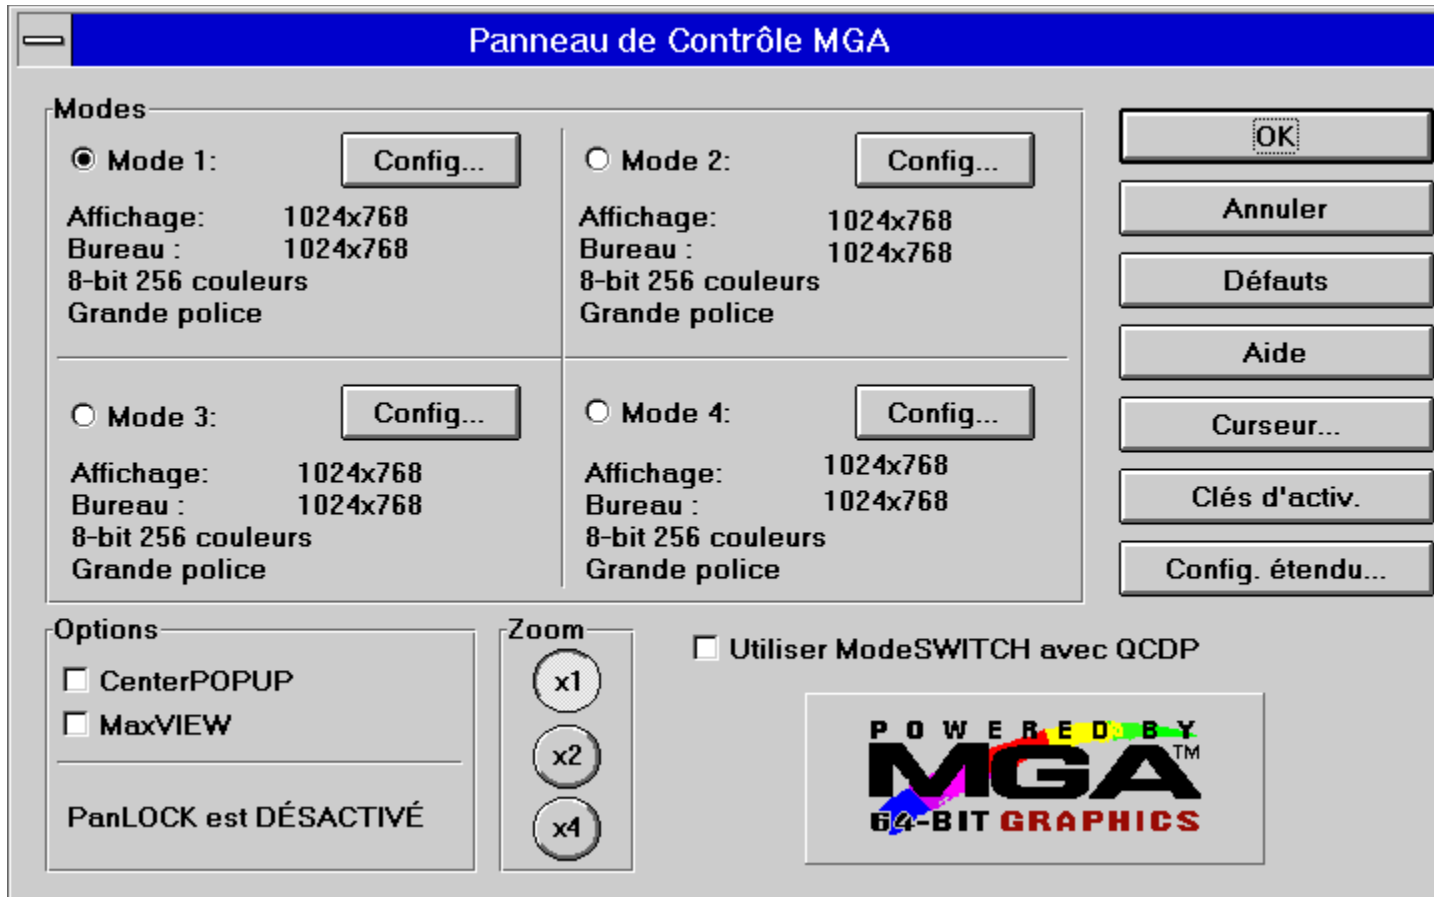 Panneau de Contrôle MGA
Modes
Mode 1:
Config...
Affichage: 1024x768
Bureau : 1024x768
8-bit 256 couleurs
Grande police
Mode 2:
Config...
Affichage: 1024x768
Bureau : 1024x768
8-bit 256 couleurs
Grande police
Mode 3:
Config...
Affichage: 1024x768
Bureau : 1024x768
8-bit 256 couleurs
Grande police
Mode 4:
Config...
Affichage: 1024x768
Bureau : 1024x768
8-bit 256 couleurs
Grande police
OK
Annuler
Défauts
Aide
Curseur...
Clés d'activ.
Config. étendu...
Options
CenterPOPUP
MaxVIEW
PanLOCK est DÉSACTIVÉ
Zoom
x1
x2
x4
Utiliser ModeSWITCH avec QCDP
POWERED BY
MGA™
64-BIT GRAPHICS